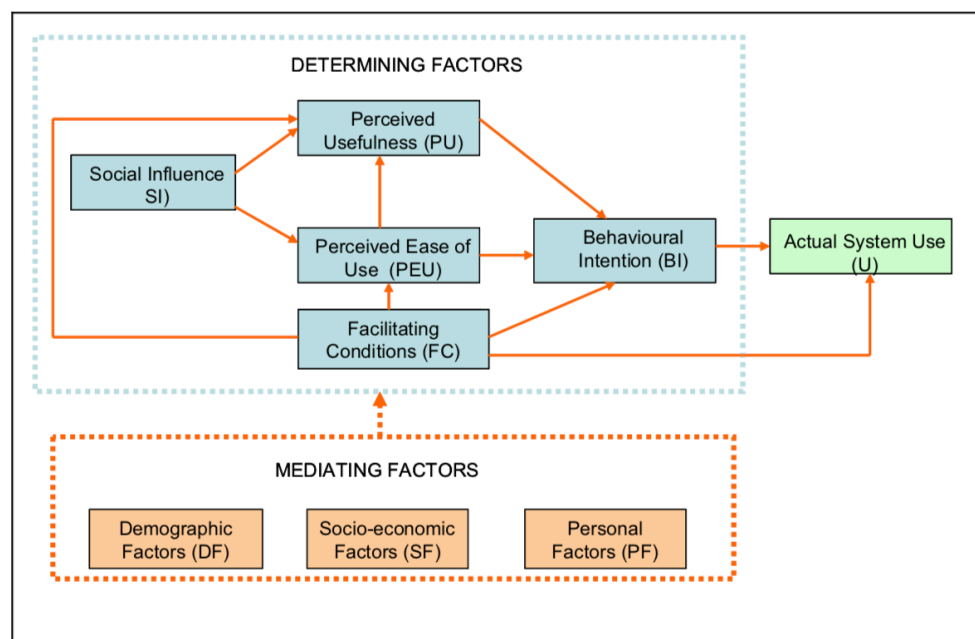 DETERMINING FACTORS
Perceived
Usefulness (PU)
Social Influence
SI)
Perceived Ease of
Use  (PEU)
Behavioural
Intention (BI)
Actual System Use
(U)
Facilitating
Conditions (FC)
MEDIATING FACTORS
Demographic
Factors (DF)
Socio-economic
Factors (SF)
Personal
Factors (PF)